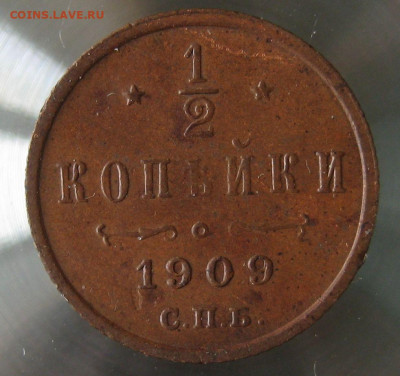 COINS.LAVE.RU
1/2
КОПѢЙКИ
1909
С.П.Б.